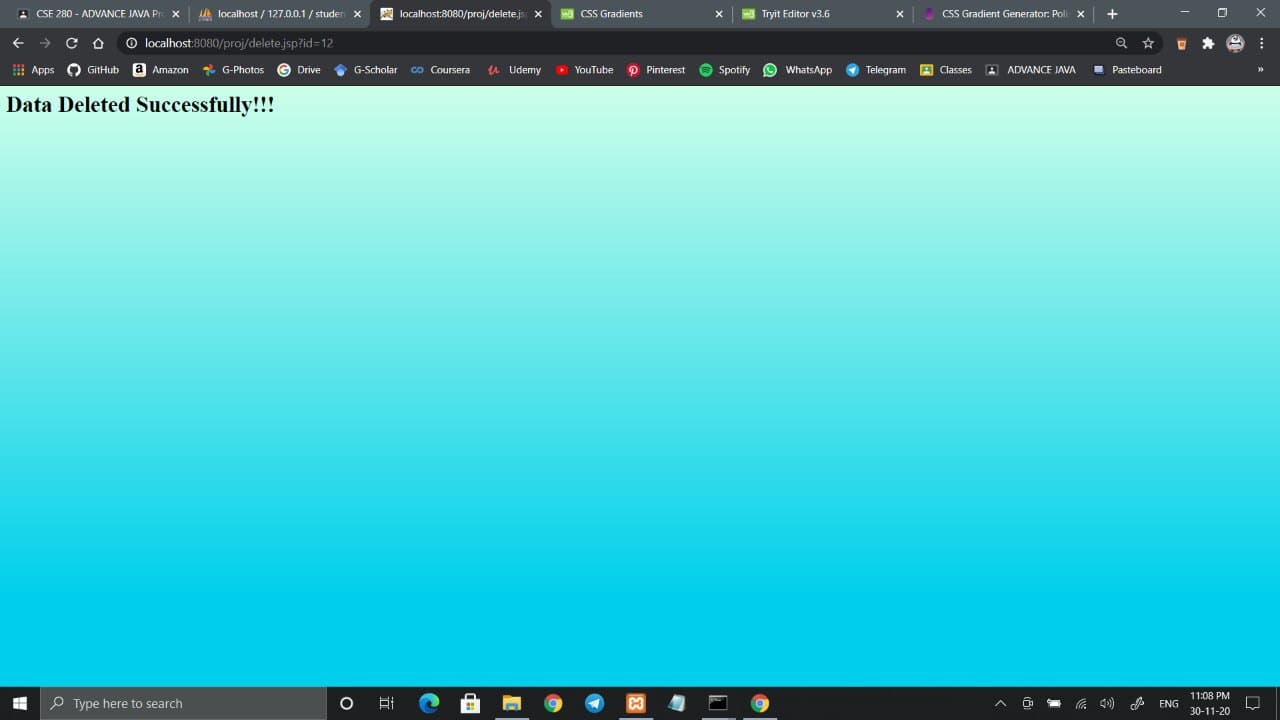 CSE 280 - ADVANCE JAVA Pr
localhost / 127.0.0.1 / studen
localhost:8080/proj/delete.js
CSS Gradients
Tryit Editor v3.6
CSS Gradient Generator: Poli
localhost:8080/proj/delete.jsp?id=12
Apps GitHub Amazon G-Photos Drive G-Scholar Coursera Udemy YouTube Pinterest Spotify WhatsApp Telegram Classes ADVANCE JAVA Pasteboard »
Data Deleted Successfully!!!
Type here to search
ENG
11:08 PM
30-11-20